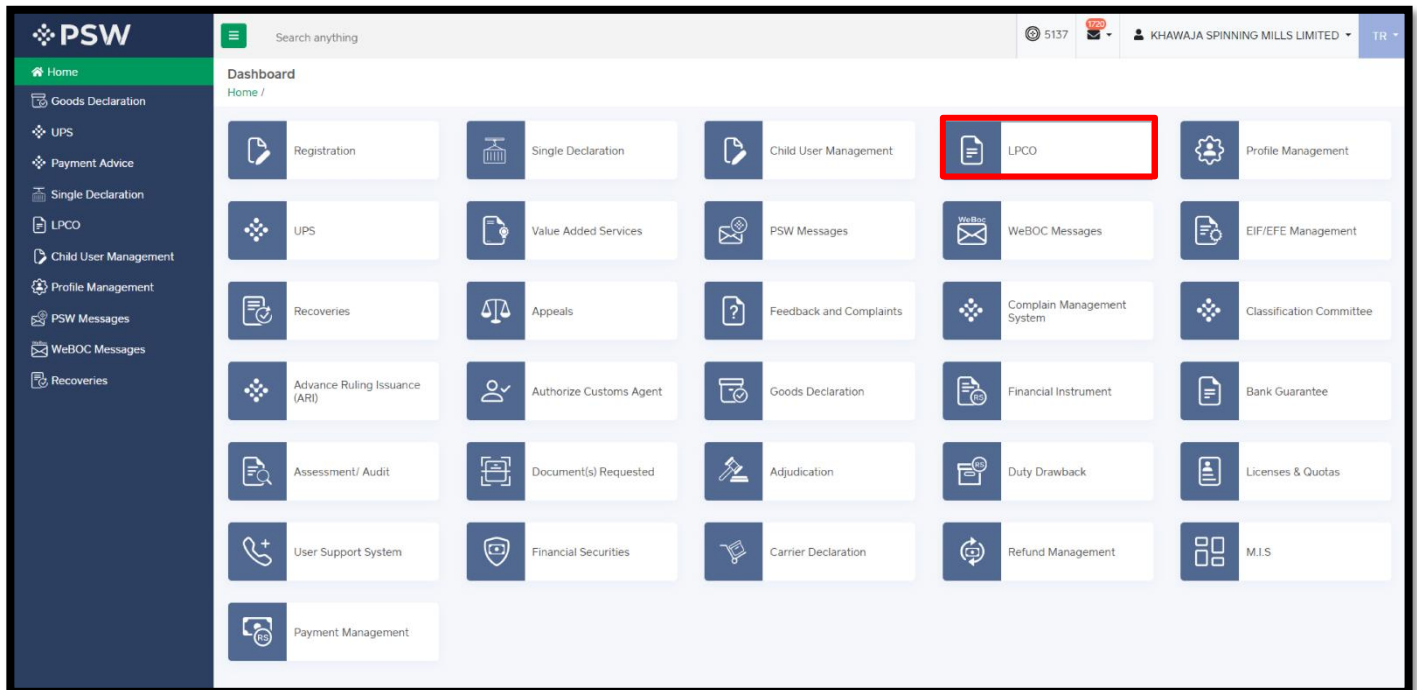 PSW
Search anything
5137
1720
KHAWAJA SPINNING MILLS LIMITED
TR
Home
Goods Declaration
UPS
Payment Advice
Single Declaration
LPCO
Child User Management
Profile Management
PSW Messages
WeBOC Messages
Recoveries
Dashboard
Home /
Registration
Single Declaration
Child User Management
LPCO
Profile Management
UPS
Value Added Services
PSW Messages
WeBoc
WeBOC Messages
EIF/EFE Management
Recoveries
Appeals
Feedback and Complaints
Complain Management
System
Classification Committee
Advance Ruling Issuance
(ARI)
Authorize Customs Agent
Goods Declaration
RS
Financial Instrument
Bank Guarantee
Assessment/ Audit
Document(s) Requested
Adjudication
RS
Duty Drawback
Licenses & Quotas
User Support System
Financial Securities
Carrier Declaration
Refund Management
M.I.S
RS
Payment Management